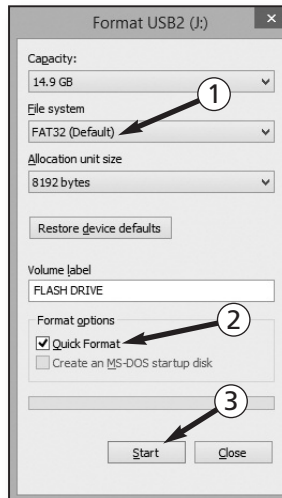 Format USB2 (J:)
×
Capacity:
14.9 GB
1
File system
FAT32 (Default)
Allocation unit size
8192 bytes
Restore device defaults
Volume label
FLASH DRIVE
Format options
2
Quick Format
Create an MS-DOS startup disk
3
Start Close